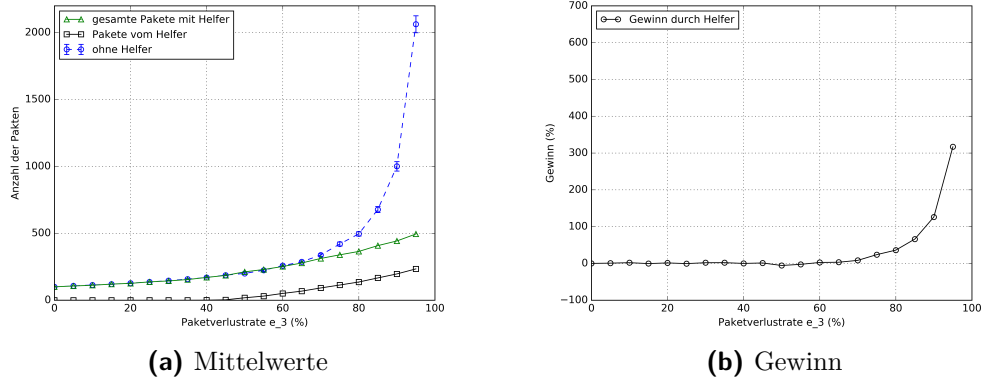 gesamte Pakete mit Helfer
Pakete vom Helfer
ohne Helfer
2000
1500
1000
500
0
Anzahl der Pakten
0 20 40 60 80 100
Paketverlustrate e_3 (%)
(a) Mittelwerte
Gewinn durch Helfer
700
600
500
400
300
200
100
0
−100
Gewinn (%)
0 20 40 60 80 100
Paketverlustrate e_3 (%)
(b) Gewinn